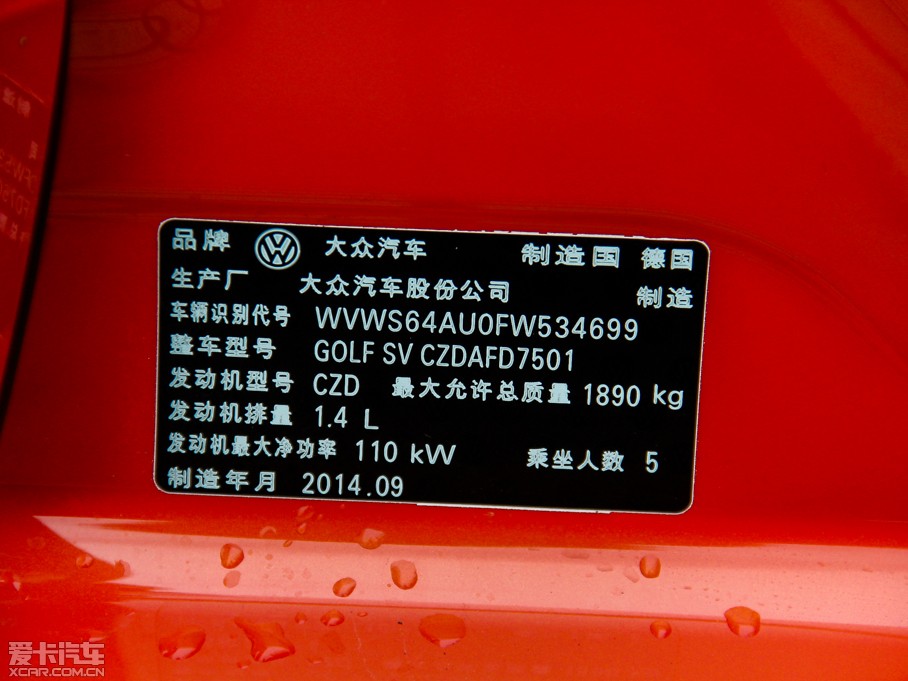 品牌 大众汽车 制造国 德国
生产厂 大众汽车股份公司 制造
车辆识别代号 WVWS64AU0FW534699
整车型号 GOLF SV CZDAFD7501
发动机型号 CZD 最大允许总质量 1890 kg
发动机排量 1.4 L
发动机最大净功率 110 kW 乘坐人数 5
制造年月 2014.09
爱卡汽车
XCAR.COM.CN